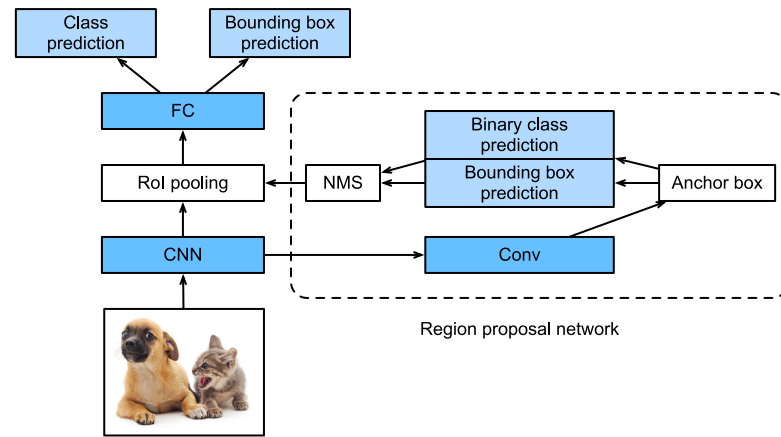 Class
prediction
Bounding box
prediction
FC
Binary class
prediction
RoI pooling
NMS
Bounding box
prediction
Anchor box
CNN
Conv
Region proposal network